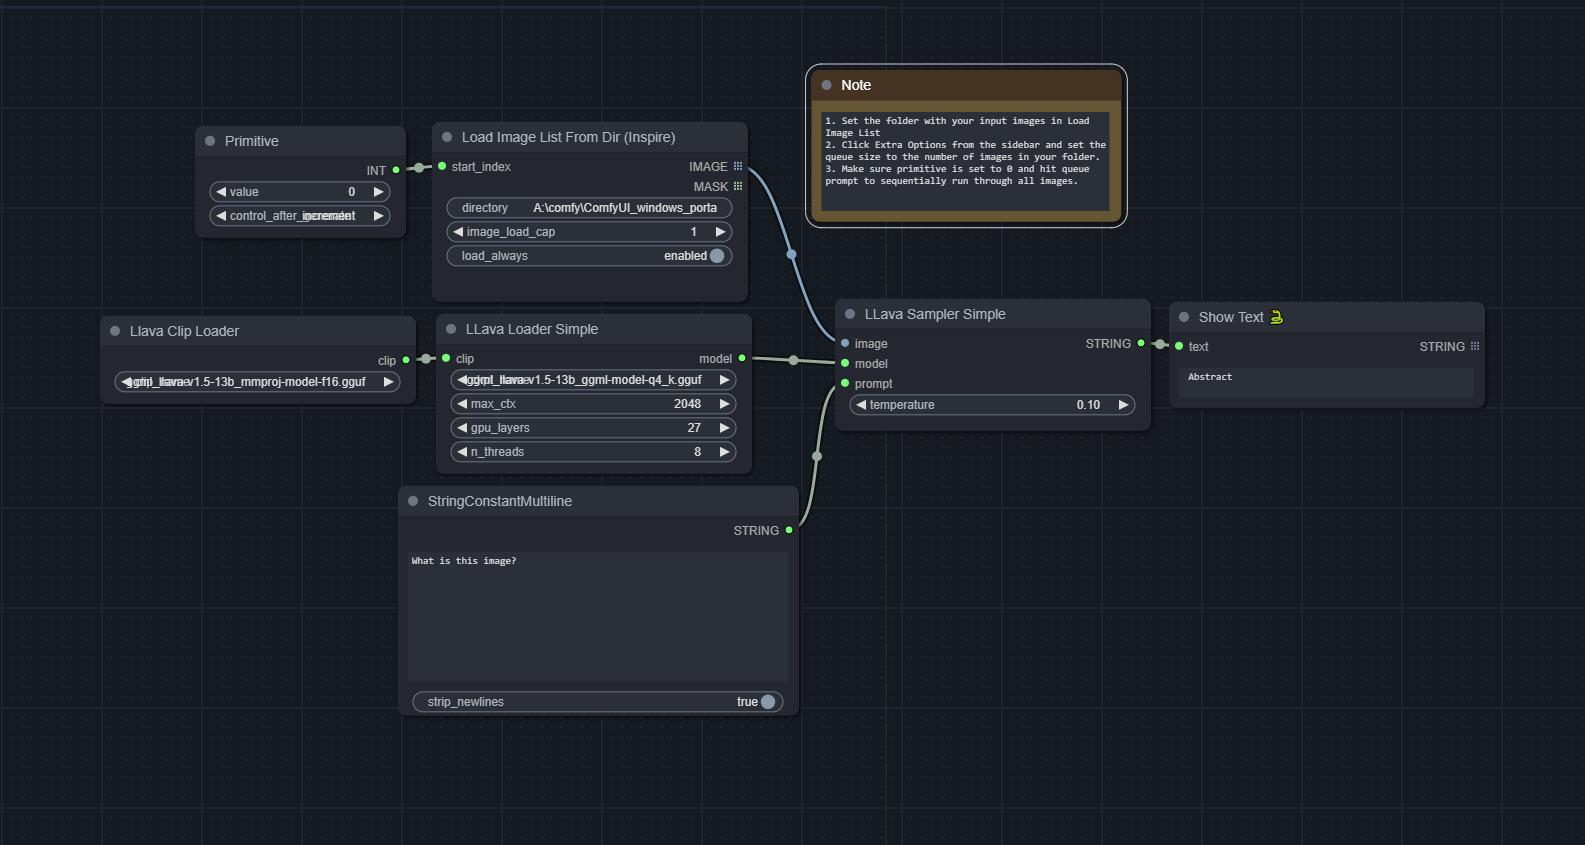 Note
1. Set the folder with your input images in Load
Image List
2. Click Extra Options from the sidebar and set the
queue size to the number of images in your folder.
3. Make sure primitive is set to 0 and hit queue
prompt to sequentially run through all images.
Primitive
INT
value 0
control_after_ increment
Load Image List From Dir (Inspire)
start_index IMAGE
MASK
directory A:\comfy\ComfyUI_windows_porta
image_load_cap 1
load_always enabled
Llava Clip Loader
clip
llava-v1.5-13b_mmproj-model-f16.gguf
LLava Loader Simple
clip model
llava-v1.5-13b_ggml-model-q4_k.gguf
max_ctx 2048
gpu_layers 27
n_threads 8
LLava Sampler Simple
image STRING
model
prompt
temperature 0.10
Show Text
text STRING
Abstract
StringConstantMultiline
STRING
What is this image?
strip_newlines true